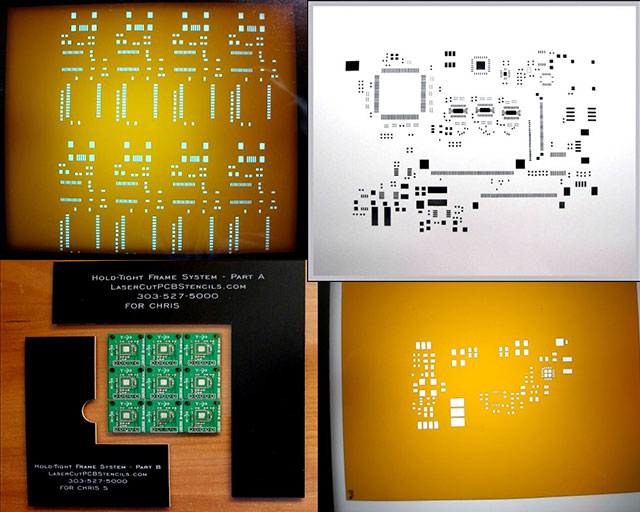 Hold-Tight Frame System - Part A
LaserCutPCBStencils.com
303-527-5000
FOR CHRIS
Hold-Tight Frame System - Part B
LaserCutPCBStencils.com
303-527-5000
FOR CHRIS S